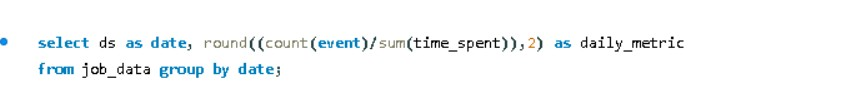 select ds as date, round((count(event)/sum(time_spent)),2) as daily_metric
from job_data group by date;